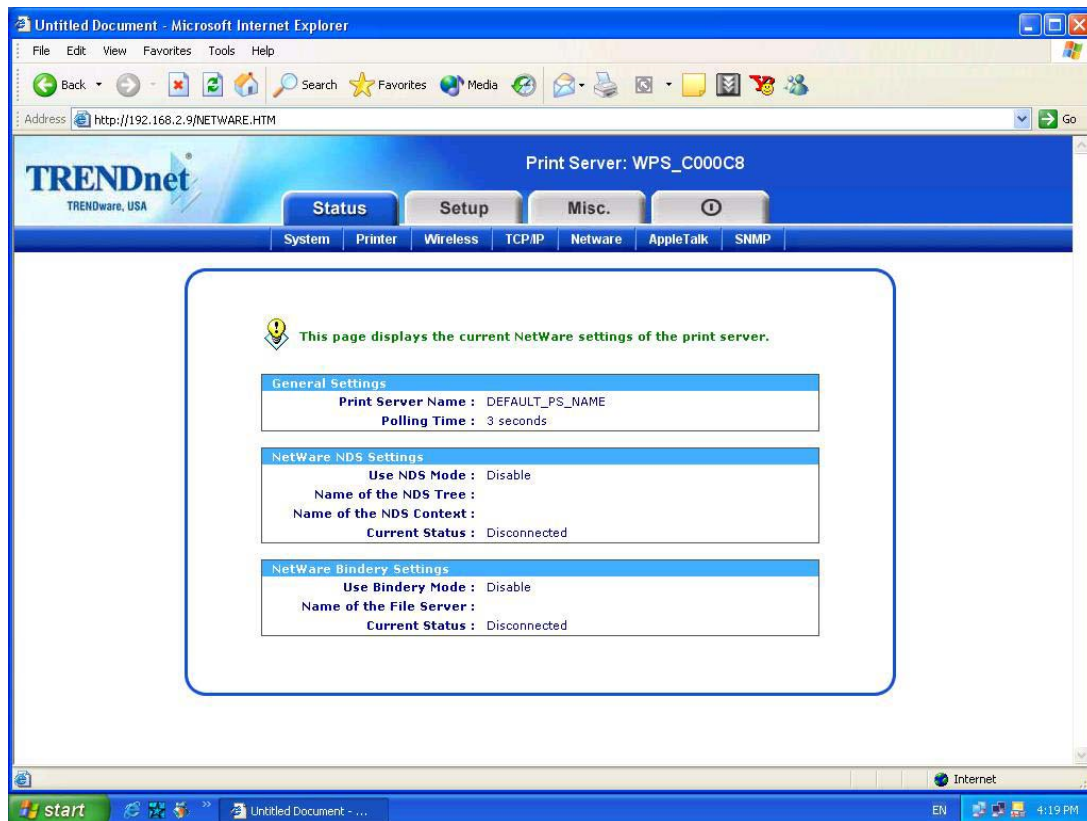 Untitled Document - Microsoft Internet Explorer
File Edit View Favorites Tools Help
Back Search Favorites Media
Address http://192.168.2.9/NETWARE.HTM Go
TRENDnet
TRENDware, USA
Print Server: WPS_C000C8
Status Setup Misc.
System Printer Wireless TCP/IP Netware AppleTalk SNMP
This page displays the current NetWare settings of the print server.
General Settings
Print Server Name : DEFAULT_PS_NAME
Polling Time : 3 seconds
NetWare NDS Settings
Use NDS Mode : Disable
Name of the NDS Tree :
Name of the NDS Context :
Current Status : Disconnected
NetWare Bindery Settings
Use Bindery Mode : Disable
Name of the File Server :
Current Status : Disconnected
Internet
start Untitled Document - ... EN 4:19 PM